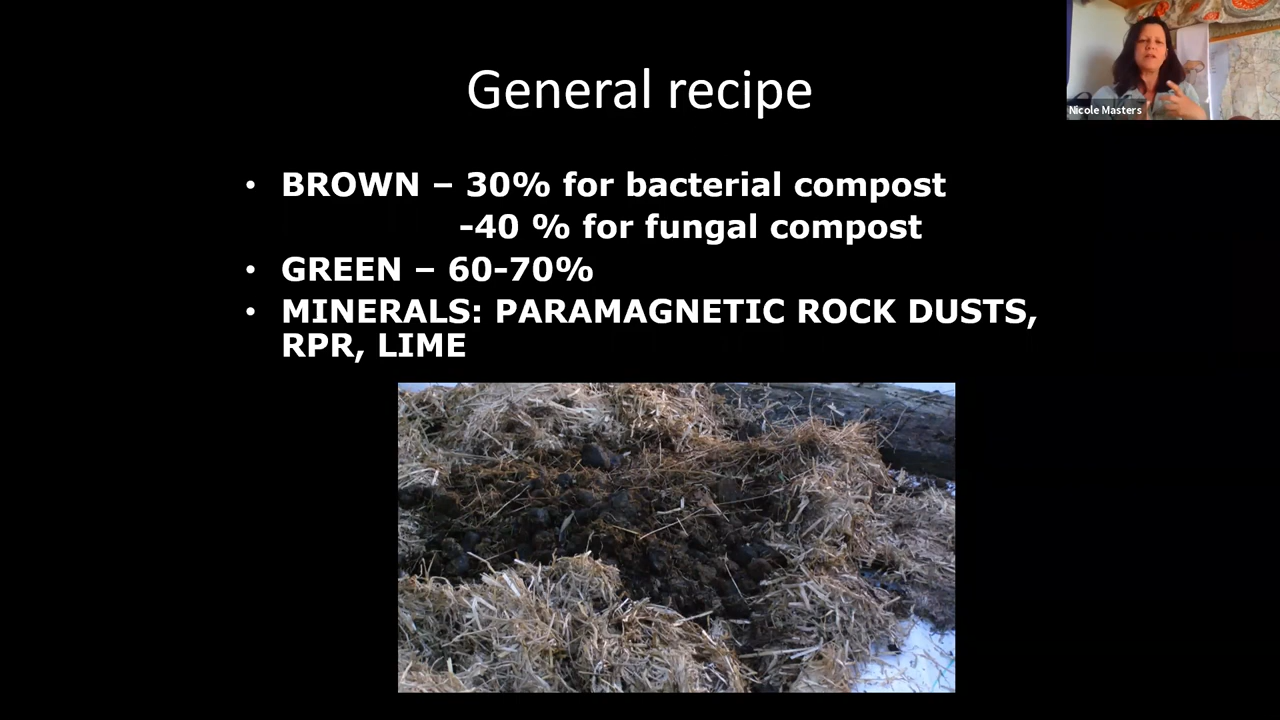 General recipe
Nicole Masters
• BROWN – 30% for bacterial compost
-40 % for fungal compost
• GREEN – 60-70%
• MINERALS: PARAMAGNETIC ROCK DUSTS,
RPR, LIME